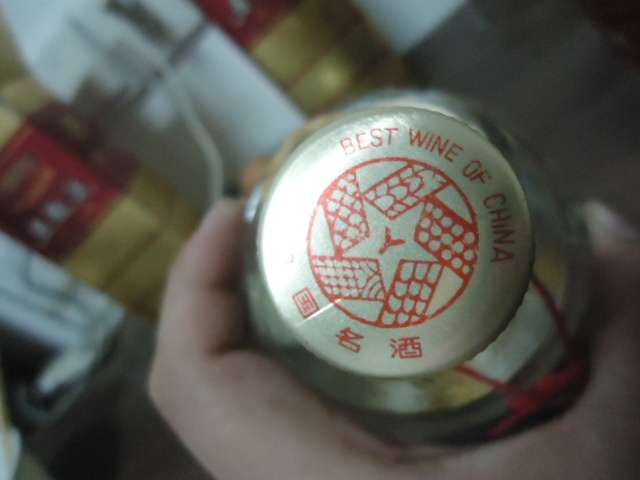 BEST WINE OF CHINA
国名酒